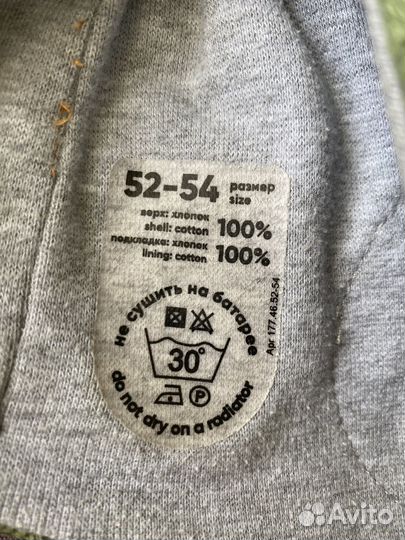 52-54 размер
size
верх: хлопок 100%
shell: cotton
подкладка: хлопок 100%
lining: cotton
не сушить на батарее
30°
P
do not dry on a radiator
Арт 177.46.52-54
Avito